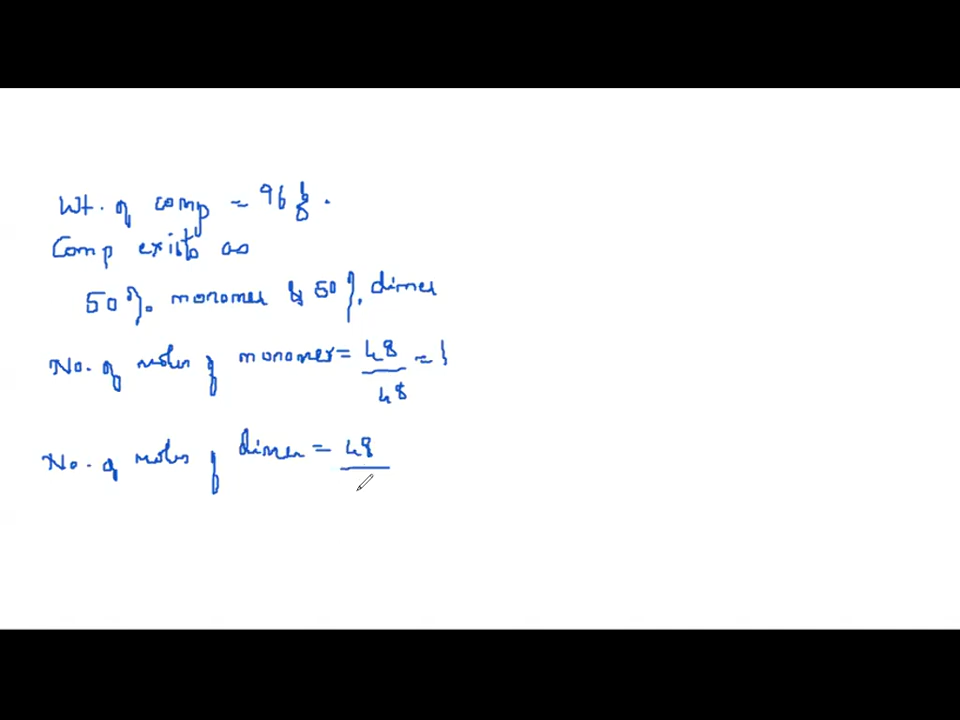 Wt. of comp = 96 g.
Comp exists as
50%. monomer & 50%. dimer
No. of moles of monomer = 48/48 = 1
No. of moles of dimer = 48/